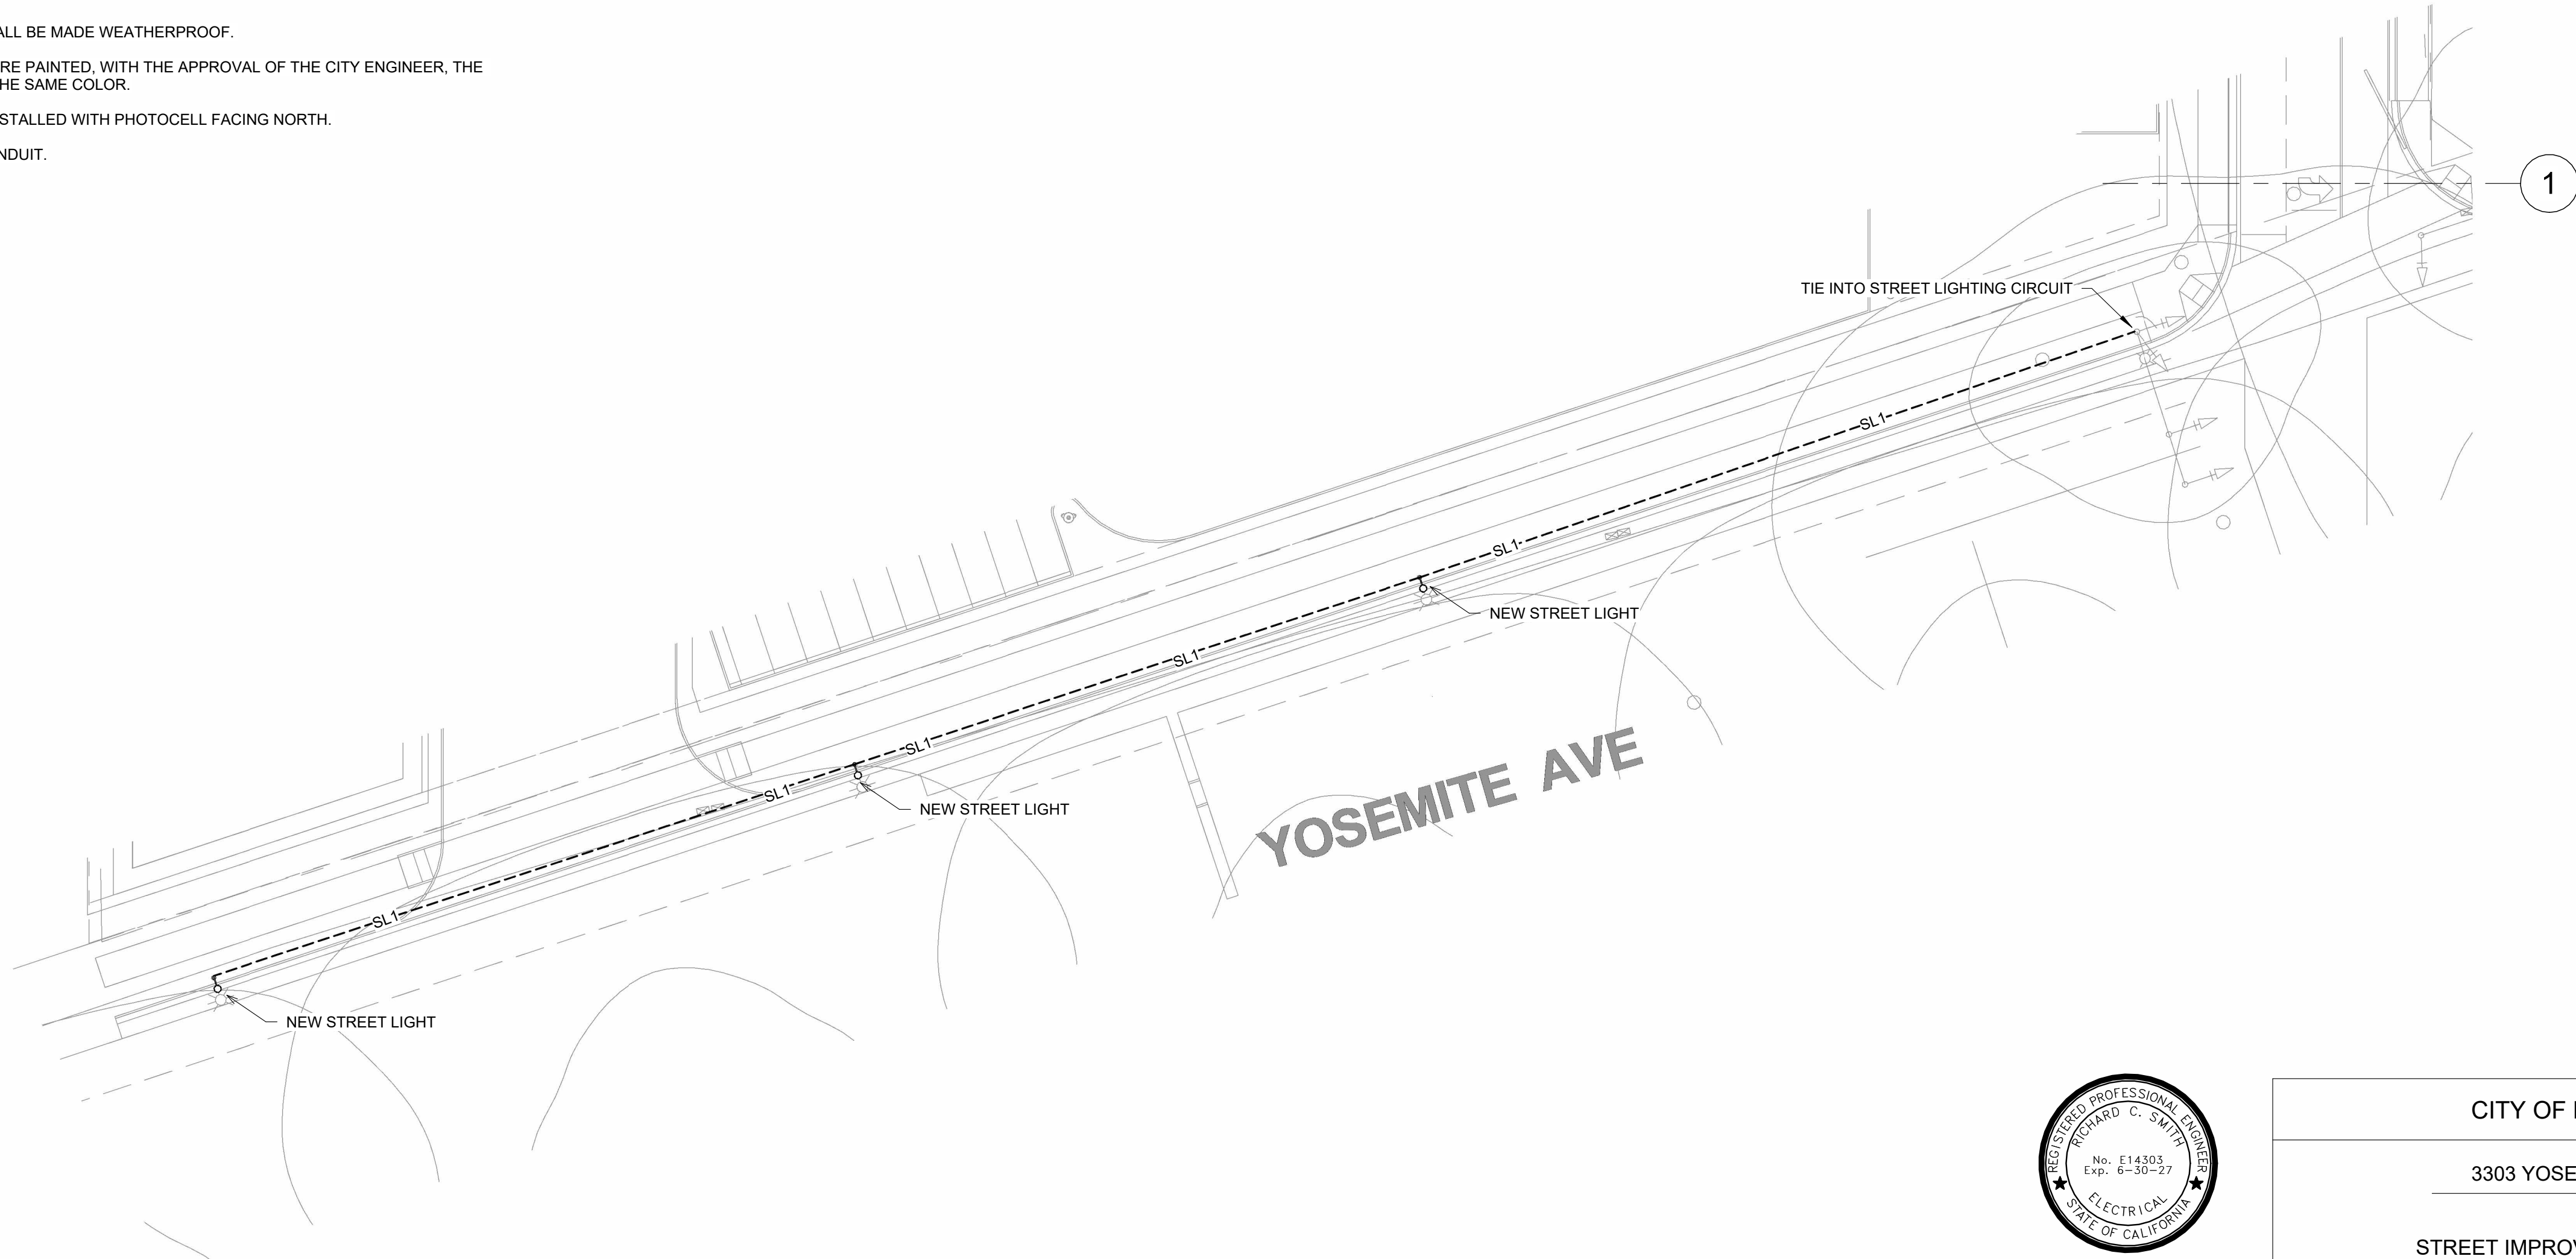 ALL BE MADE WEATHERPROOF.
RE PAINTED, WITH THE APPROVAL OF THE CITY ENGINEER, THE
HE SAME COLOR.
STALLED WITH PHOTOCELL FACING NORTH.
NDUIT.
1
TIE INTO STREET LIGHTING CIRCUIT
SL1
SL1
NEW STREET LIGHT
SL1
SL1
SL1
NEW STREET LIGHT
YOSEMITE AVE
SL1
NEW STREET LIGHT
REGISTERED PROFESSIONAL ENGINEER
RICHARD C. SMITH
No. E14303
Exp. 6-30-27
ELECTRICAL
STATE OF CALIFORNIA
CITY OF
3303 YOSE
STREET IMPROV